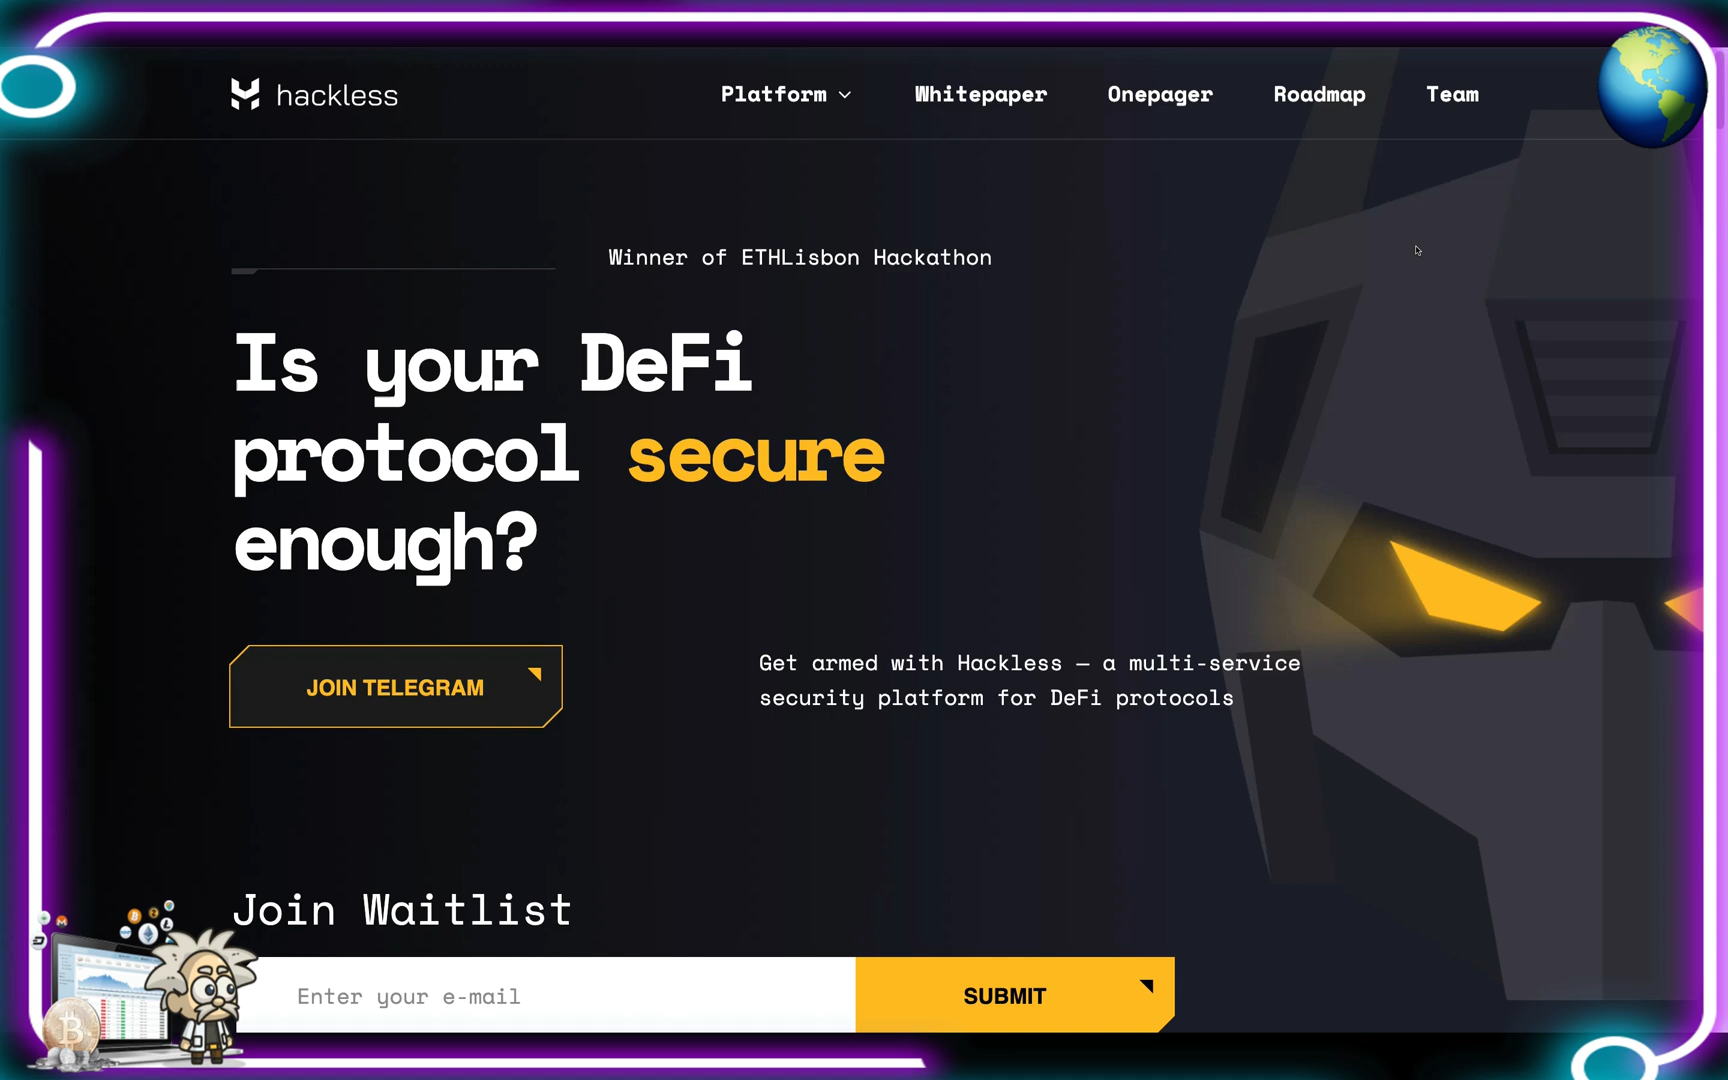 hackless
Platform
Whitepaper
Onepager
Roadmap
Team
Winner of ETHLisbon Hackathon
Is your DeFi
protocol secure
enough?
JOIN TELEGRAM
Get armed with Hackless — a multi-service
security platform for DeFi protocols
Join Waitlist
Enter your e-mail
SUBMIT